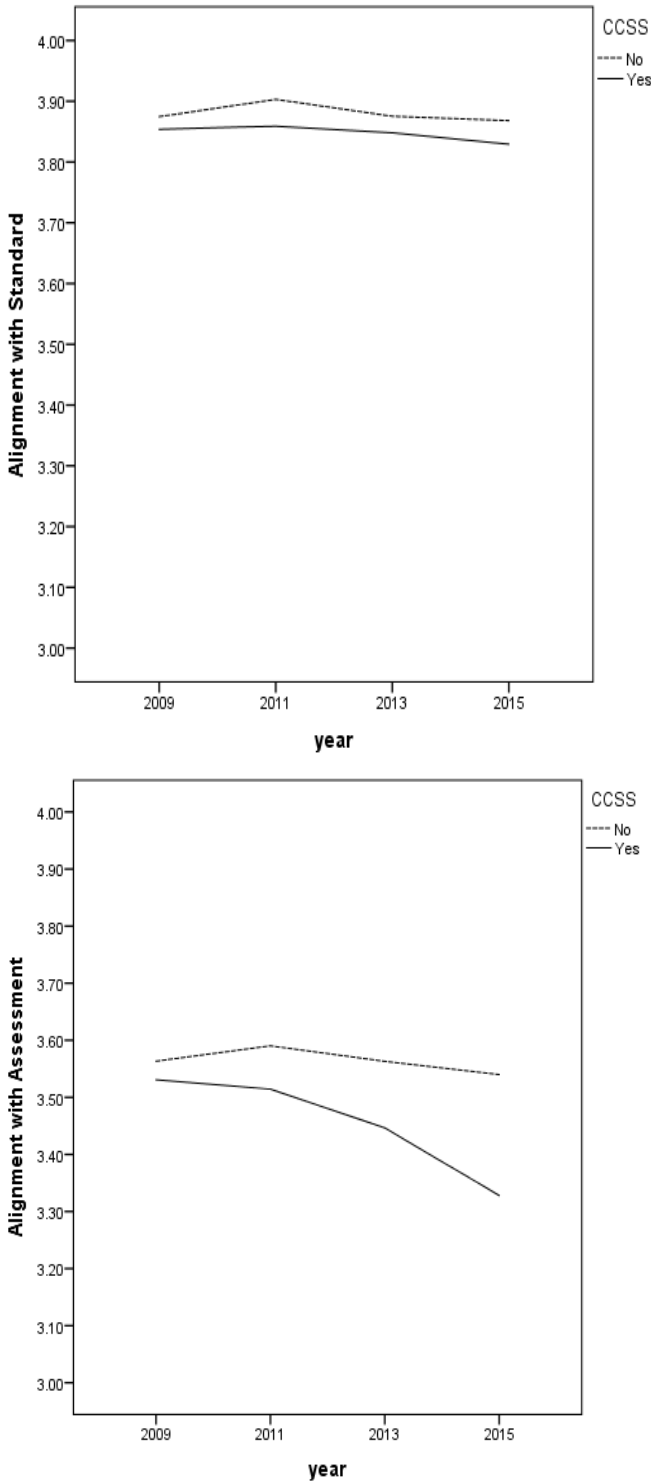 CCSS
No
Yes
4.00
3.90
3.80
3.70
3.60
3.50
3.40
3.30
3.20
3.10
3.00
Alignment with Standard
2009 2011 2013 2015
year
CCSS
No
Yes
4.00
3.90
3.80
3.70
3.60
3.50
3.40
3.30
3.20
3.10
3.00
Alignment with Assessment
2009 2011 2013 2015
year